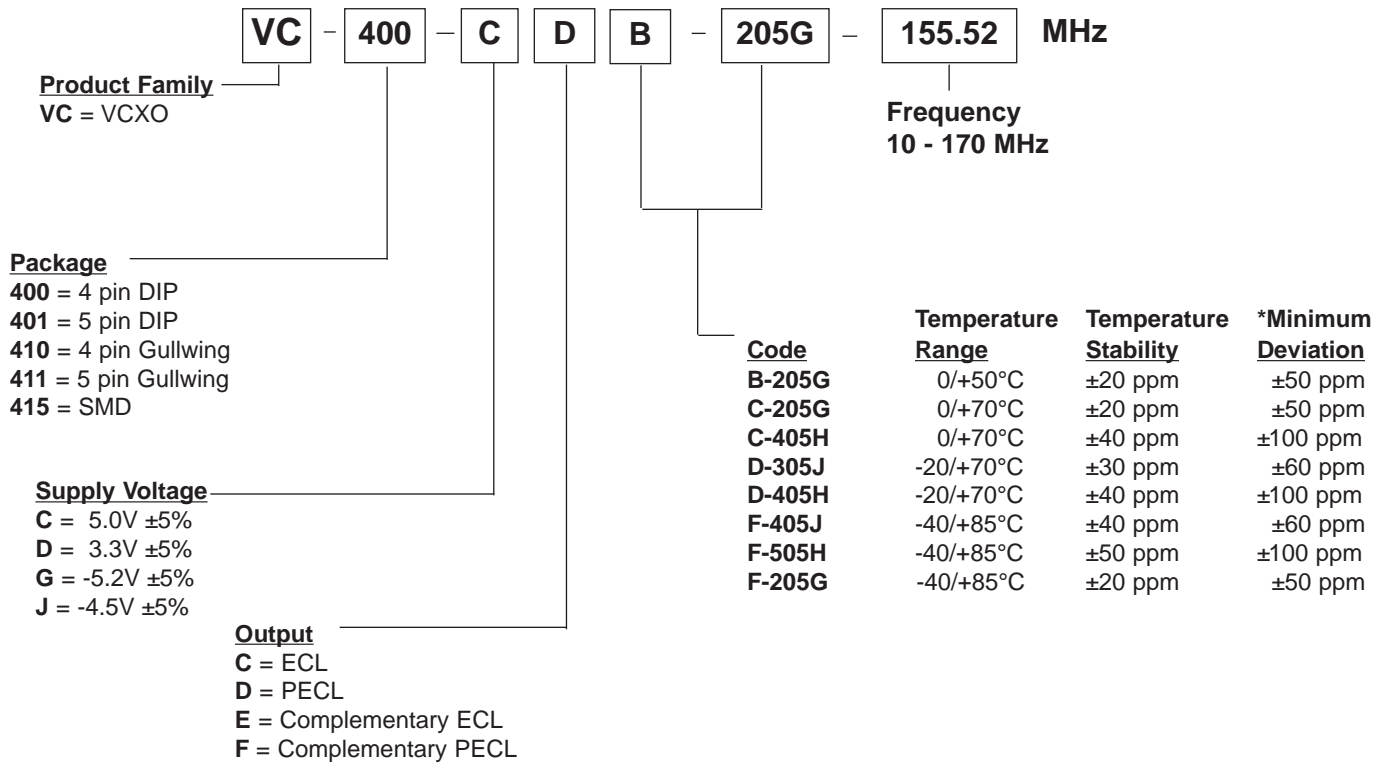 VC - 400 - C D B - 205G - 155.52 MHz
Product Family
VC = VCXO
Frequency
10 - 170 MHz
Package
400 = 4 pin DIP
401 = 5 pin DIP
410 = 4 pin Gullwing
411 = 5 pin Gullwing
415 = SMD
Supply Voltage
C = 5.0V ±5%
D = 3.3V ±5%
G = -5.2V ±5%
J = -4.5V ±5%
Output
C = ECL
D = PECL
E = Complementary ECL
F = Complementary PECL
Temperature Temperature *Minimum
Code Range Stability Deviation
B-205G 0/+50°C ±20 ppm ±50 ppm
C-205G 0/+70°C ±20 ppm ±50 ppm
C-405H 0/+70°C ±40 ppm ±100 ppm
D-305J -20/+70°C ±30 ppm ±60 ppm
D-405H -20/+70°C ±40 ppm ±100 ppm
F-405J -40/+85°C ±40 ppm ±60 ppm
F-505H -40/+85°C ±50 ppm ±100 ppm
F-205G -40/+85°C ±20 ppm ±50 ppm